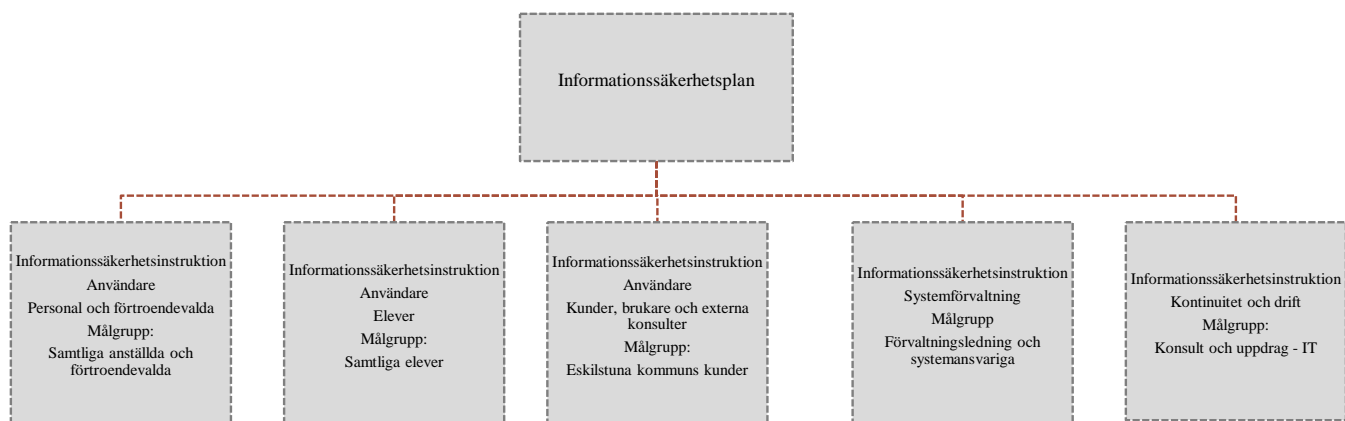 Informationssäkerhetsplan
Informationssäkerhetsinstruktion
Användare
Personal och förtroendevalda
Målgrupp:
Samtliga anställda och
förtroendevalda
Informationssäkerhetsinstruktion
Användare
Elever
Målgrupp:
Samtliga elever
Informationssäkerhetsinstruktion
Användare
Kunder, brukare och externa
konsulter
Målgrupp:
Eskilstuna kommuns kunder
Informationssäkerhetsinstruktion
Systemförvaltning
Målgrupp
Förvaltningsledning och
systemansvariga
Informationssäkerhetsinstruktion
Kontinuitet och drift
Målgrupp:
Konsult och uppdrag - IT